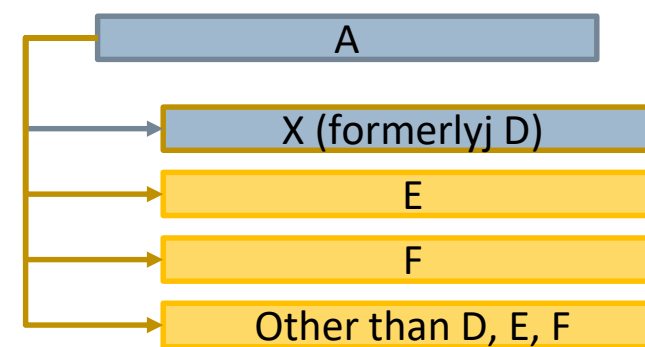 A
X (formerlyj D)
E
F
Other than D, E, F